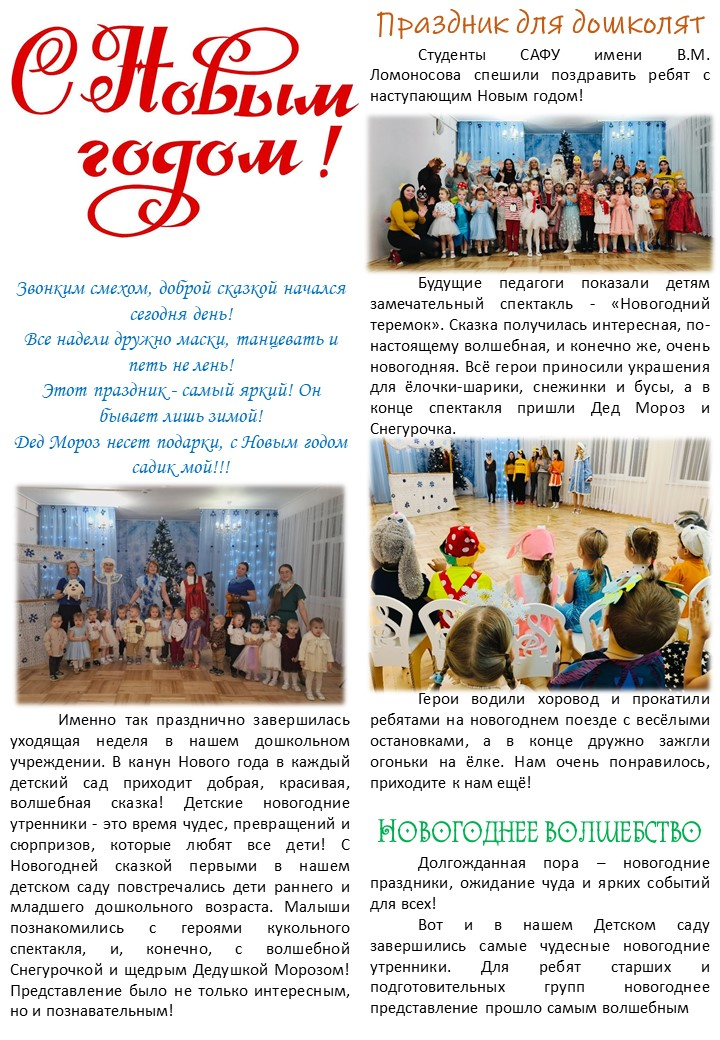 С Новым
годом!
Звонким смехом, доброй сказкой начался
сегодня день!
Все надели дружно маски, танцевать и
петь не лень!
Этот праздник - самый яркий! Он
бывает лишь зимой!
Дед Мороз несет подарки, с Новым годом
садик мой!!!
Именно так празднично завершилась
уходящая неделя в нашем дошкольном
учреждении. В канун Нового года в каждый
детский сад приходит добрая, красивая,
волшебная сказка! Детские новогодние
утренники - это время чудес, превращений и
сюрпризов, которые любят все дети! С
Новогодней сказкой первыми в нашем
детском саду повстречались дети раннего и
младшего дошкольного возраста. Малыши
познакомились с героями кукольного
спектакля, и, конечно, с волшебной
Снегурочкой и щедрым Дедушкой Морозом!
Представление было не только интересным,
но и познавательным!
Праздник для дошколят
Студенты САФУ имени В.М.
Ломоносова спешили поздравить ребят с
наступающим Новым годом!
Будущие педагоги показали детям
замечательный спектакль - «Новогодний
теремок». Сказка получилась интересная, по-
настоящему волшебная, и конечно же, очень
новогодняя. Всё герои приносили украшения
для ёлочки-шарики, снежинки и бусы, а в
конце спектакля пришли Дед Мороз и
Снегурочка.
Герои водили хоровод и прокатили
ребятами на новогоднем поезде с весёлыми
остановками, а в конце дружно зажгли
огоньки на ёлке. Нам очень понравилось,
приходите к нам ещё!
Новогоднее волшебство
Долгожданная пора – новогодние
праздники, ожидание чуда и ярких событий
для всех!
Вот и в нашем Детском саду
завершились самые чудесные новогодние
утренники. Для ребят старших и
подготовительных групп новогоднее
представление прошло самым волшебным